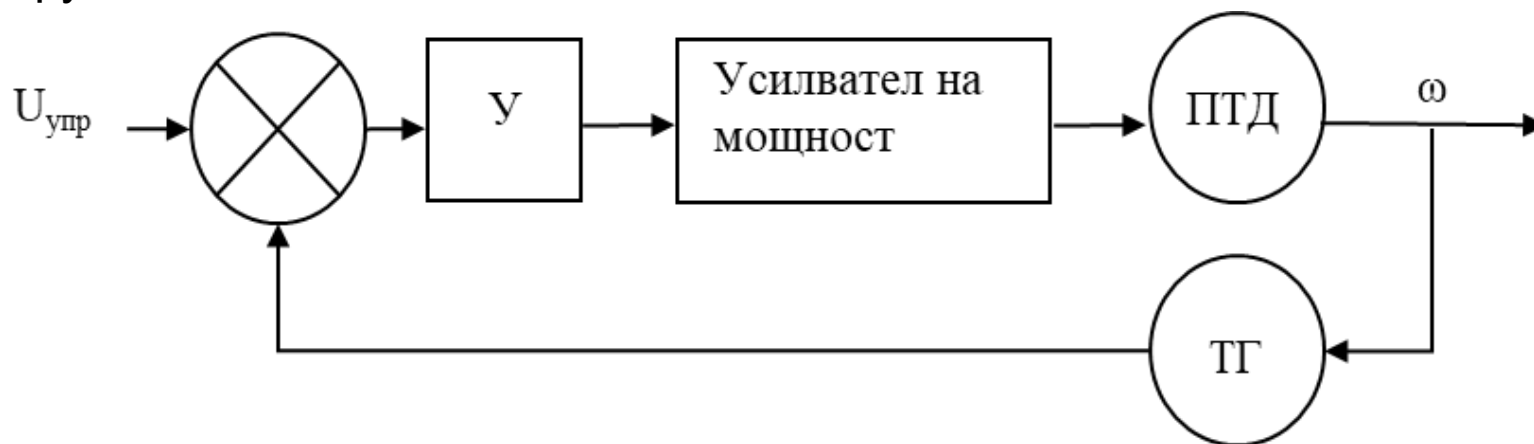 Uупр
У
Усилвател на
мощност
ПТД
ω
ТГ